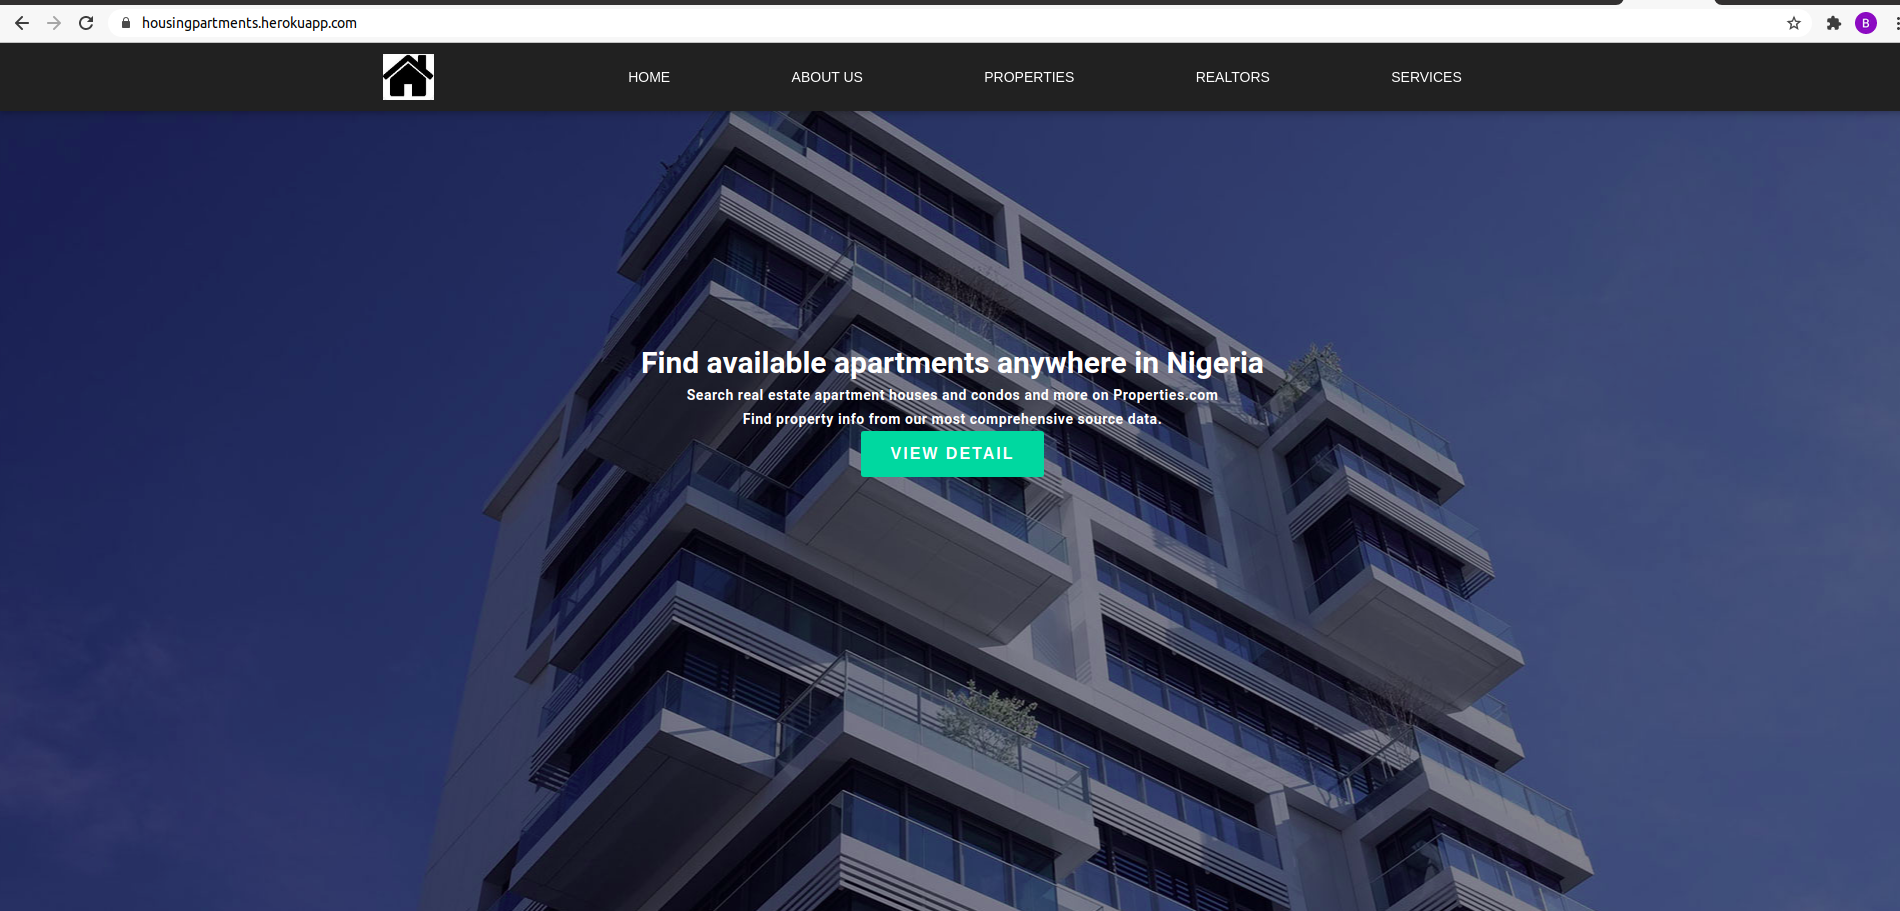 housingpartments.herokuapp.com
B
HOME ABOUT US PROPERTIES REALTORS SERVICES
Find available apartments anywhere in Nigeria
Search real estate apartment houses and condos and more on Properties.com
Find property info from our most comprehensive source data.
VIEW DETAIL